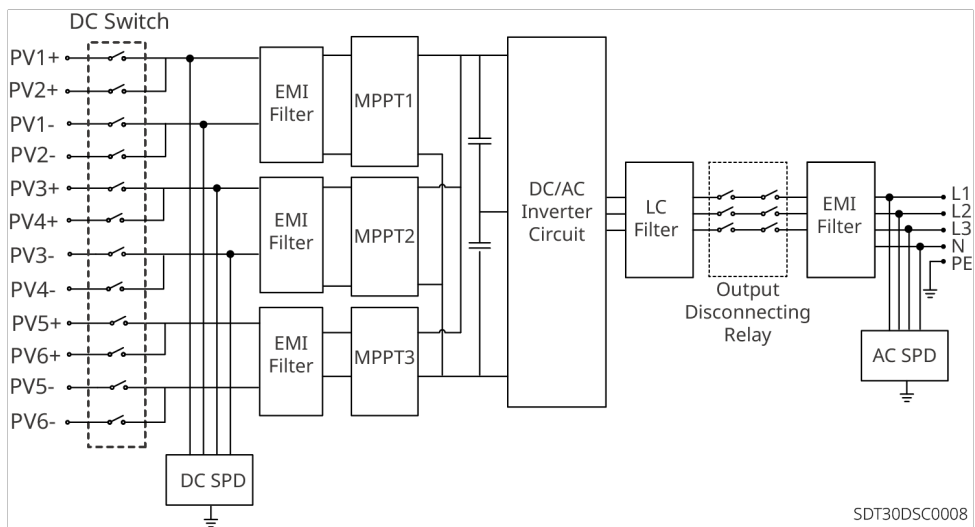 DC Switch
PV1+
PV2+
PV1-
PV2-
PV3+
PV4+
PV3-
PV4-
PV5+
PV6+
PV5-
PV6-
EMI
Filter
MPPT1
EMI
Filter
MPPT2
EMI
Filter
MPPT3
DC/AC
Inverter
Circuit
LC
Filter
Output
Disconnecting
Relay
EMI
Filter
L1
L2
L3
N
PE
AC SPD
DC SPD
SDT30DSC0008